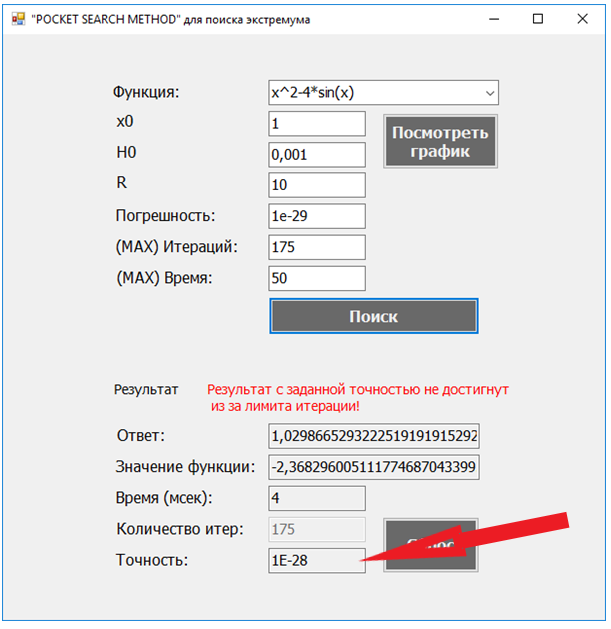 "POCKET SEARCH METHOD" для поиска экстремума
Функция: x^2-4*sin(x)
x0 1
H0 0,001
R 10
Погрешность: 1e-29
(MAX) Итераций: 175
(MAX) Время: 50
Посмотреть
график
Поиск
Результат Результат с заданной точностью не достигнут
из за лимита итерации!
Ответ: 1,0298665293222519191915292
Значение функции: -2,368296005111774687043399
Время (мсек): 4
Количество итер: 175
Точность: 1E-28